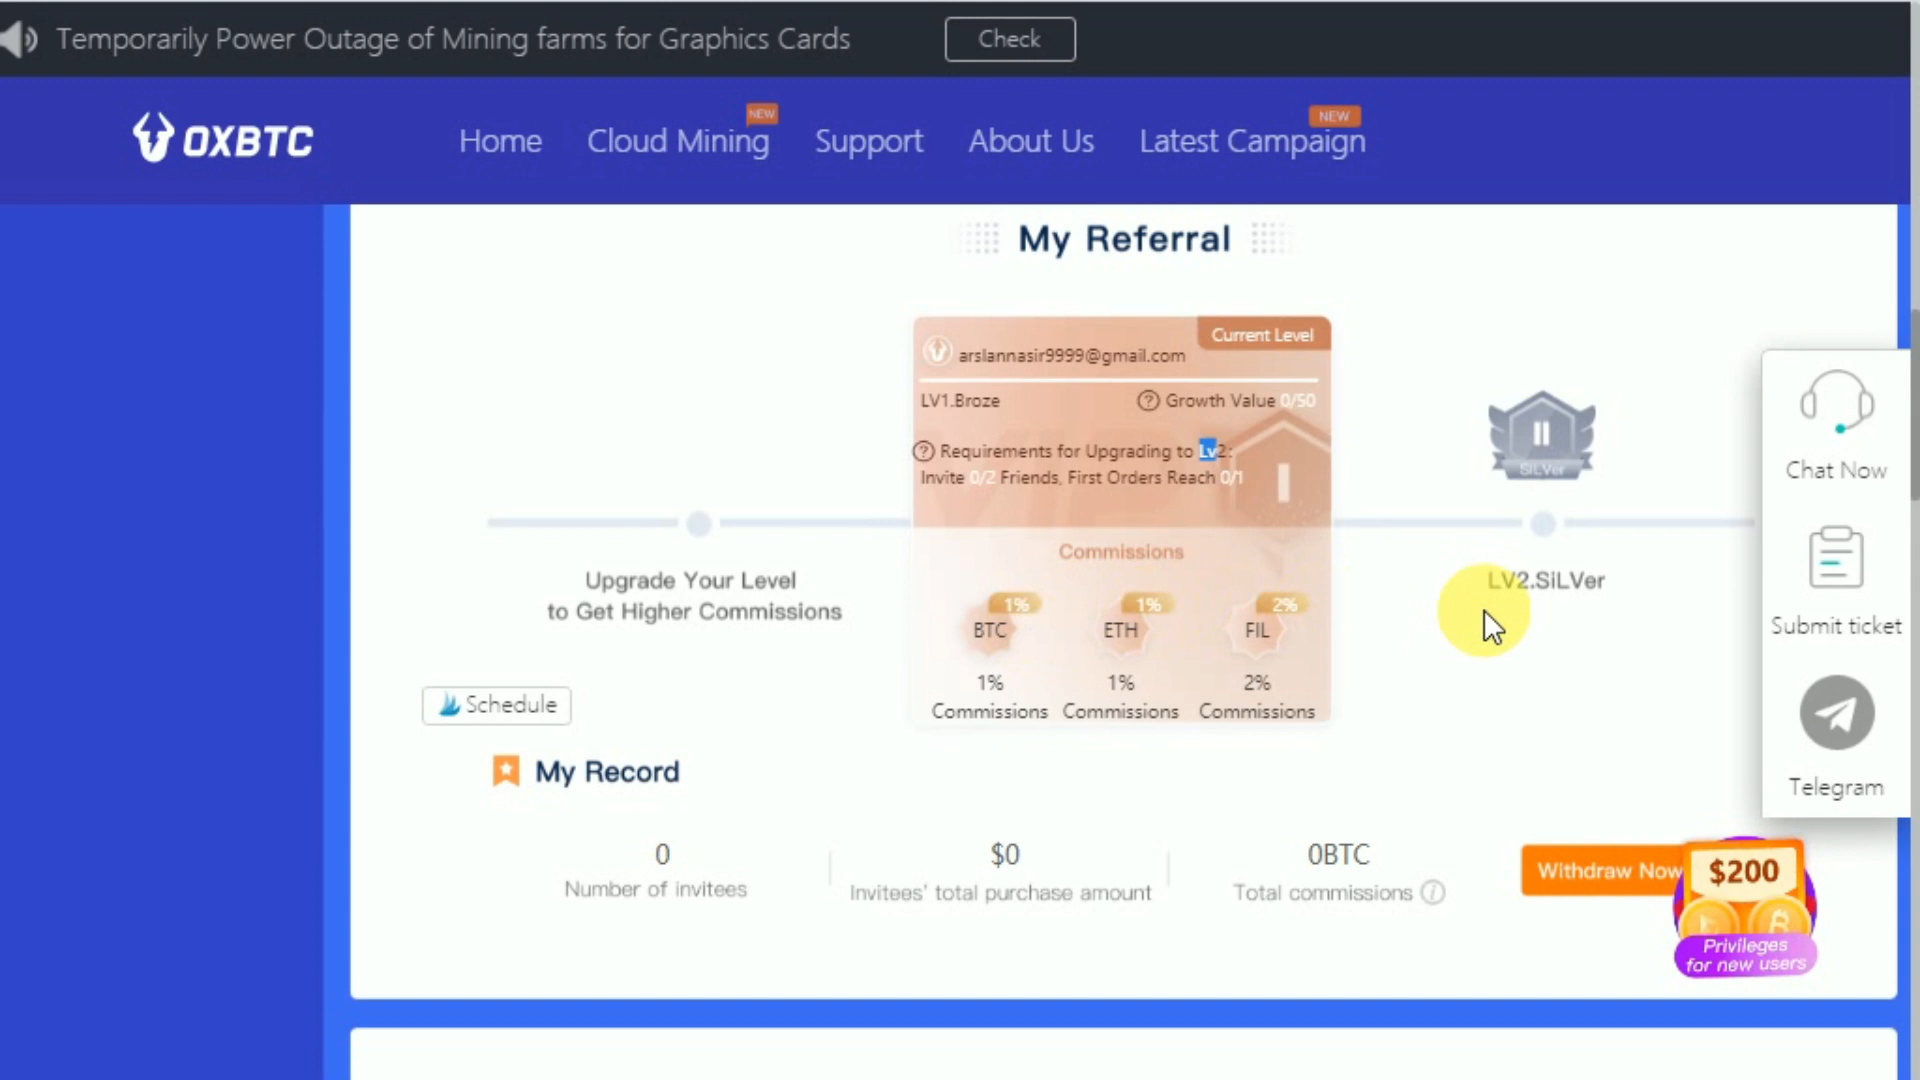 Temporarily Power Outage of Mining farms for Graphics Cards
Check
OXBTC
Home
Cloud Mining
NEW
Support
About Us
Latest Campaign
NEW
My Referral
Current Level
arslannasir9999@gmail.com
LV1.Broze
Growth Value 0/50
Requirements for Upgrading to Lv2:
Invite 0/2 Friends, First Orders Reach 0/1
I
II
SILVer
Upgrade Your Level
to Get Higher Commissions
LV2.SiLVer
Commissions
1%
1%
2%
BTC
ETH
FIL
1%
1%
2%
Commissions
Commissions
Commissions
Schedule
My Record
0
Number of invitees
$0
Invitees' total purchase amount
0BTC
Total commissions
Withdraw Now
$200
Privileges
for new users
Chat Now
Submit ticket
Telegram